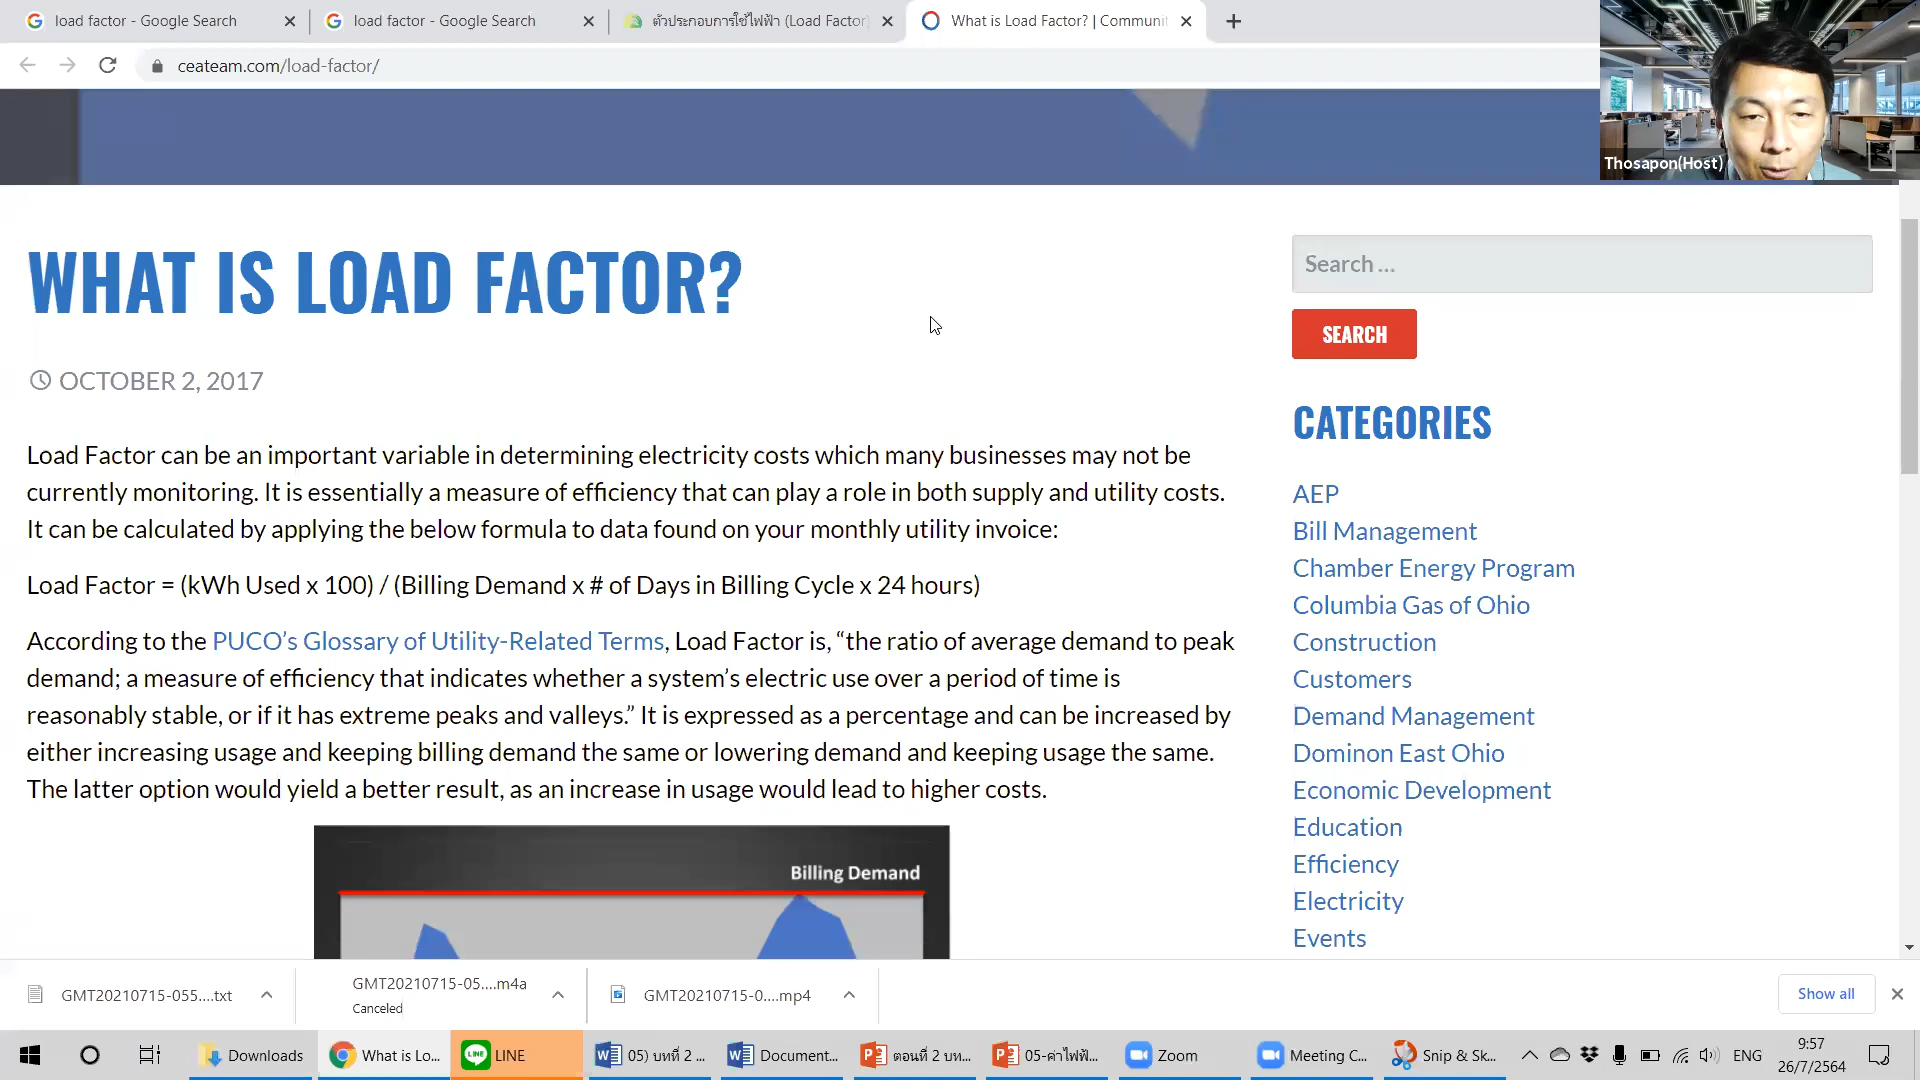 load factor - Google Search
load factor - Google Search
ตัวประกอบการใช้ไฟฟ้า (Load Factor)
What is Load Factor? | Communi
ceateam.com/load-factor/
Thosapon(Host)
WHAT IS LOAD FACTOR?
OCTOBER 2, 2017
Load Factor can be an important variable in determining electricity costs which many businesses may not be
currently monitoring. It is essentially a measure of efficiency that can play a role in both supply and utility costs.
It can be calculated by applying the below formula to data found on your monthly utility invoice:
Load Factor = (kWh Used x 100) / (Billing Demand x # of Days in Billing Cycle x 24 hours)
According to the PUCO’s Glossary of Utility-Related Terms, Load Factor is, “the ratio of average demand to peak
demand; a measure of efficiency that indicates whether a system’s electric use over a period of time is
reasonably stable, or if it has extreme peaks and valleys.” It is expressed as a percentage and can be increased by
either increasing usage and keeping billing demand the same or lowering demand and keeping usage the same.
The latter option would yield a better result, as an increase in usage would lead to higher costs.
Billing Demand
Search ...
SEARCH
CATEGORIES
AEP
Bill Management
Chamber Energy Program
Columbia Gas of Ohio
Construction
Customers
Demand Management
Dominon East Ohio
Economic Development
Education
Efficiency
Electricity
Events
GMT20210715-055....txt
GMT20210715-05....m4a
Canceled
GMT20210715-0....mp4
Show all
Downloads
What is Lo...
LINE
05) บทที่ 2 ...
Document...
ตอนที่ 2 บท...
05-ค่าไฟฟ้...
Zoom
Meeting C...
Snip & Sk...
ENG
9:57
26/7/2564